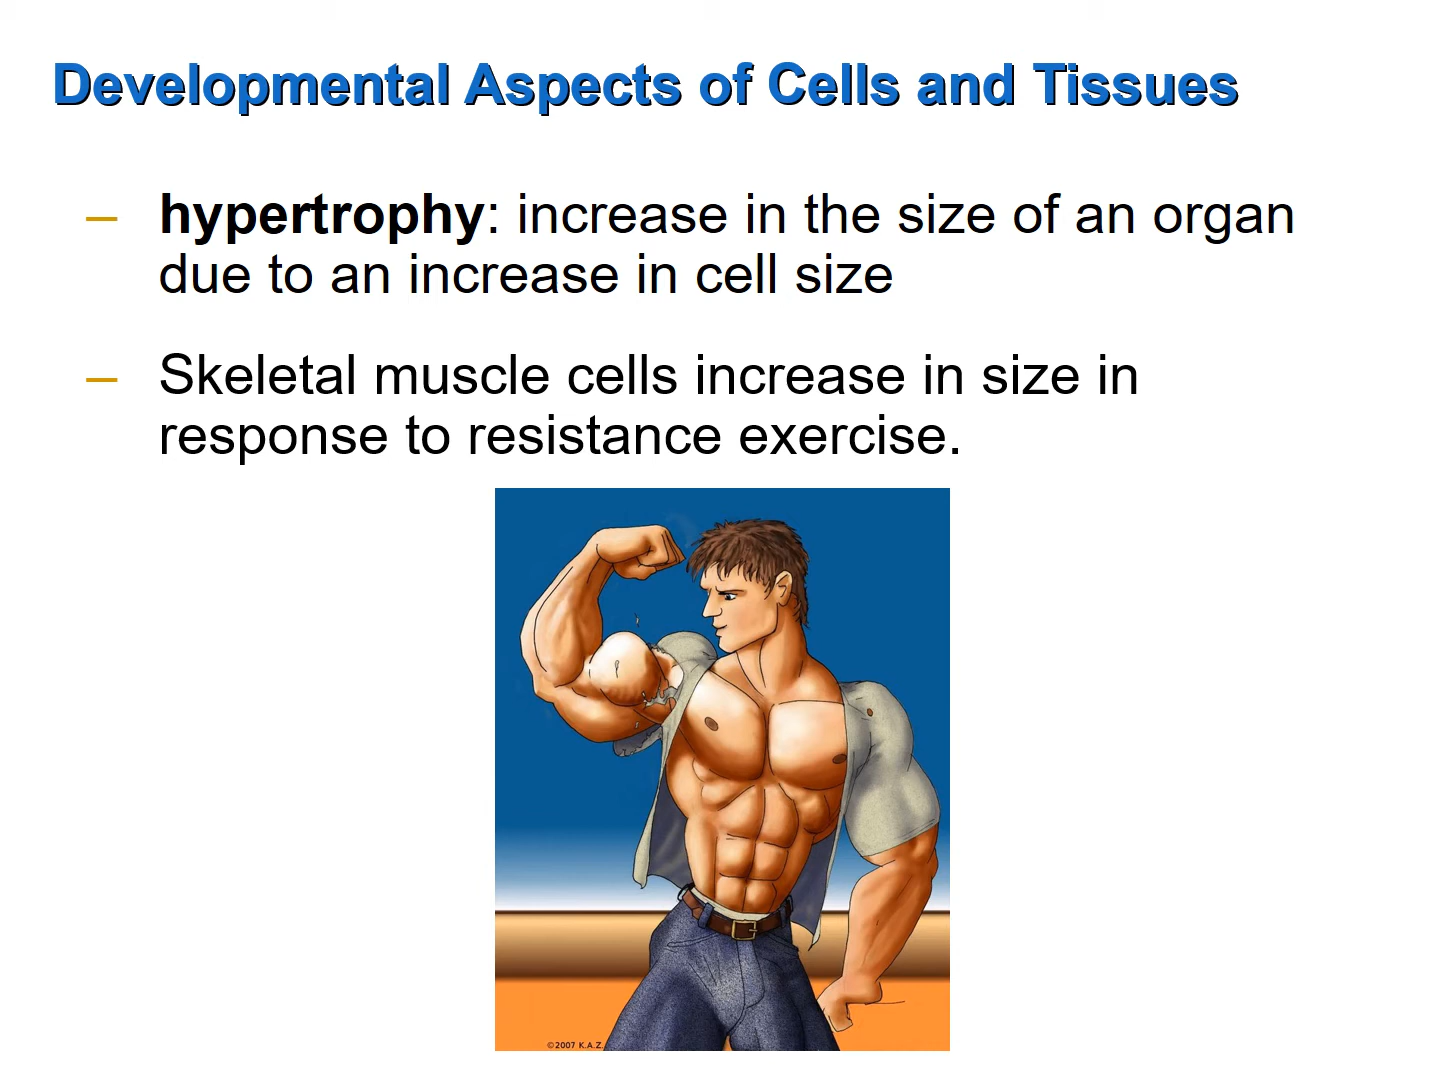 Developmental Aspects of Cells and Tissues
– hypertrophy: increase in the size of an organ
due to an increase in cell size
– Skeletal muscle cells increase in size in
response to resistance exercise.
©2007 K.A.Z.